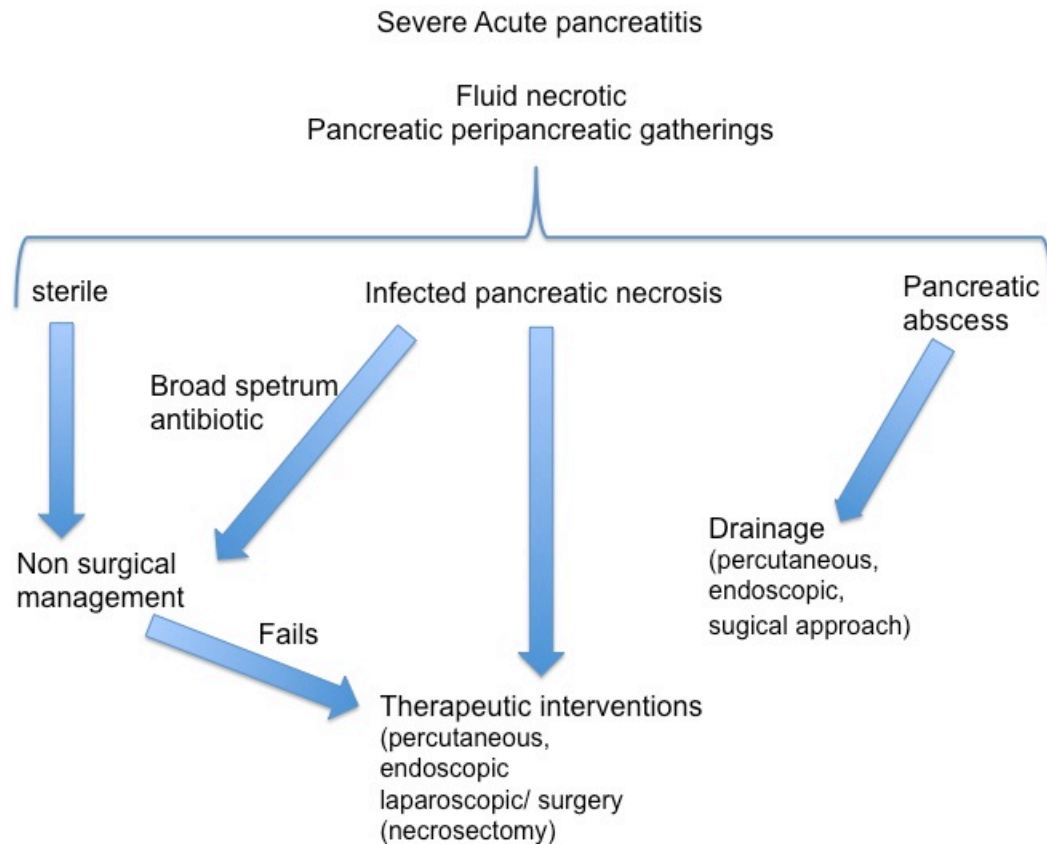 Severe Acute pancreatitis
Fluid necrotic
Pancreatic peripancreatic gatherings
sterile
Infected pancreatic necrosis
Pancreatic
abscess
Broad spetrum
antibiotic
Non surgical
management
Fails
Drainage
(percutaneous,
endoscopic,
sugical approach)
Therapeutic interventions
(percutaneous,
endoscopic
laparoscopic/ surgery
(necrosectomy)